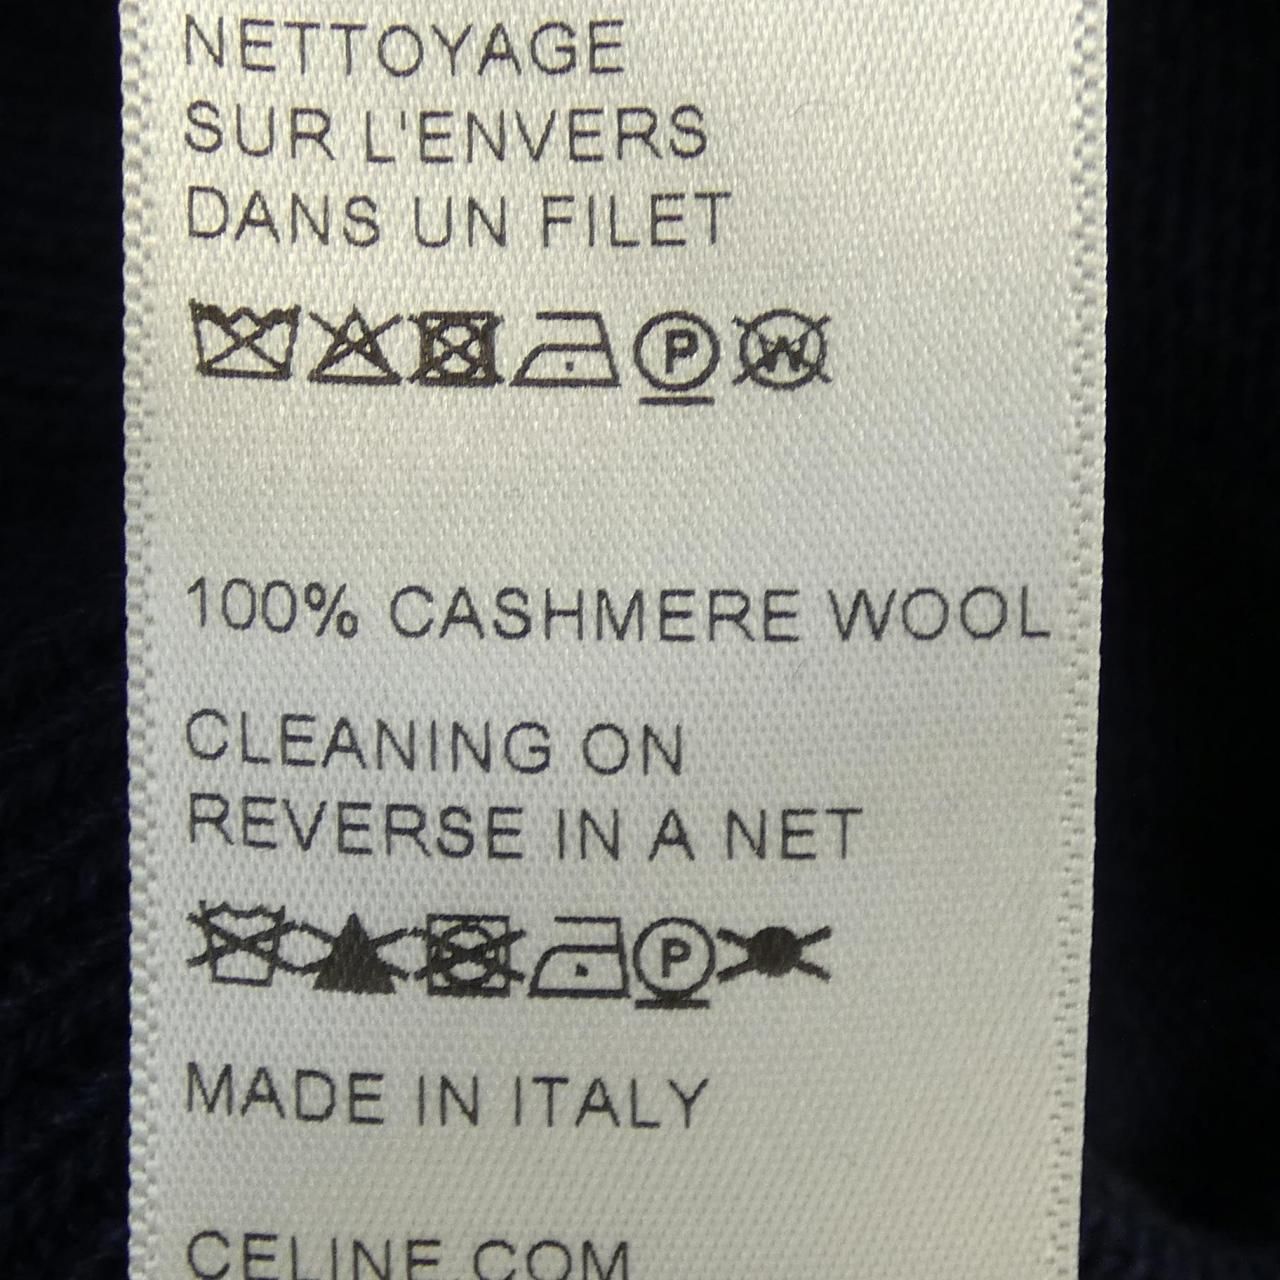 NETTOYAGE
SUR L'ENVERS
DANS UN FILET
P W
100% CASHMERE WOOL
CLEANING ON
REVERSE IN A NET
P
MADE IN ITALY
CELINE.COM